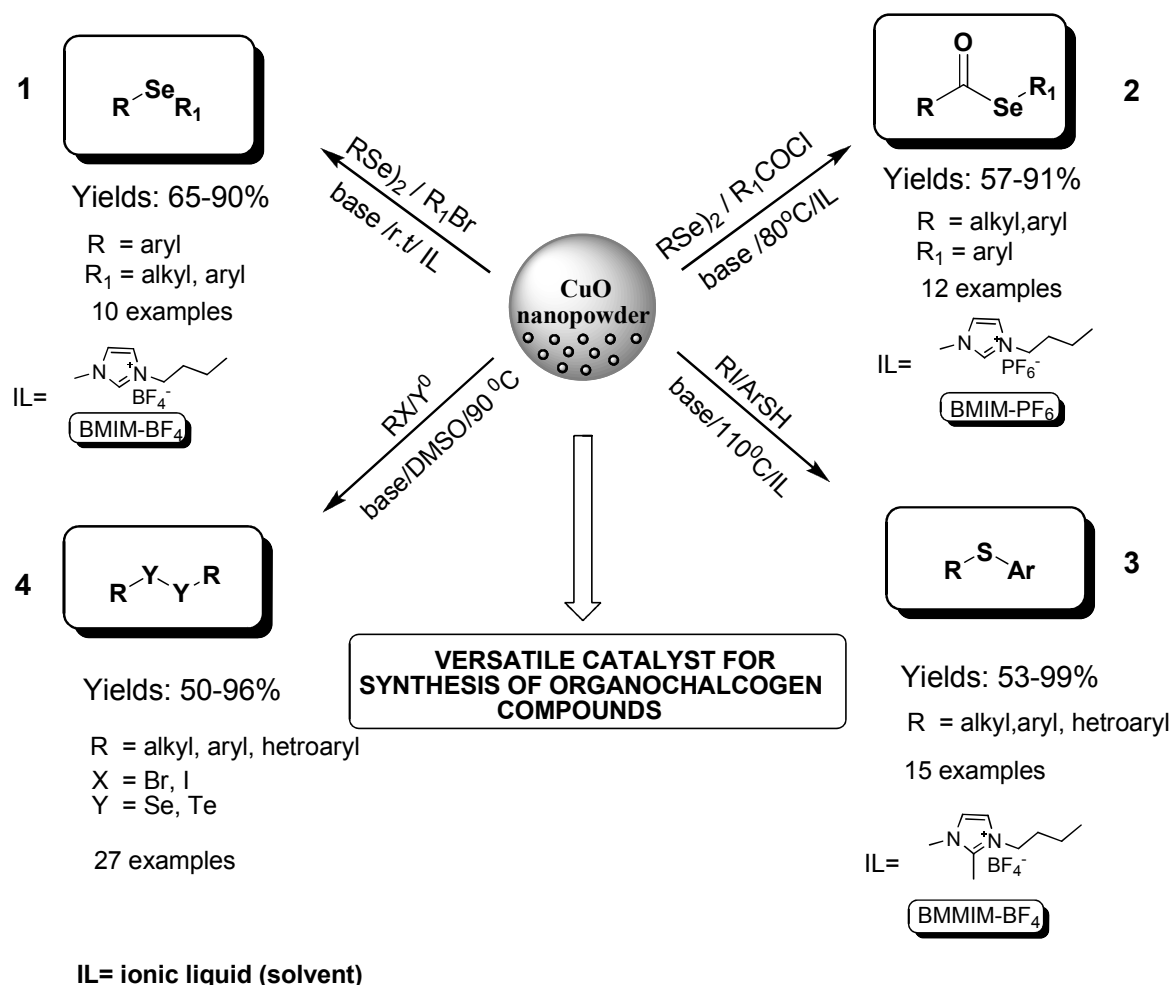 1
R
Se
R₁
Yields: 65-90%
R = aryl
R₁ = alkyl, aryl
10 examples
IL=
N
N
+
BF₄⁻
BMIM-BF₄
RSe)₂ / R₁Br
base /r.t/ IL
RSe)₂ / R₁COCl
base /80⁰C/IL
CuO
nanopowder
RX/Y⁰
base/DMSO/90 ⁰C
RI/ArSH
base/110⁰C/IL
O
R
Se
R₁
2
Yields: 57-91%
R = alkyl,aryl
R₁ = aryl
12 examples
IL=
N
N
+
PF₆⁻
BMIM-PF₆
4
R
Y
Y
R
Yields: 50-96%
R = alkyl, aryl, hetroaryl
X = Br, I
Y = Se, Te
27 examples
VERSATILE CATALYST FOR
SYNTHESIS OF ORGANOCHALCOGEN
COMPOUNDS
R
S
Ar
3
Yields: 53-99%
R = alkyl,aryl, hetroaryl
15 examples
IL=
N
N
+
BF₄⁻
BMMIM-BF₄
IL= ionic liquid (solvent)